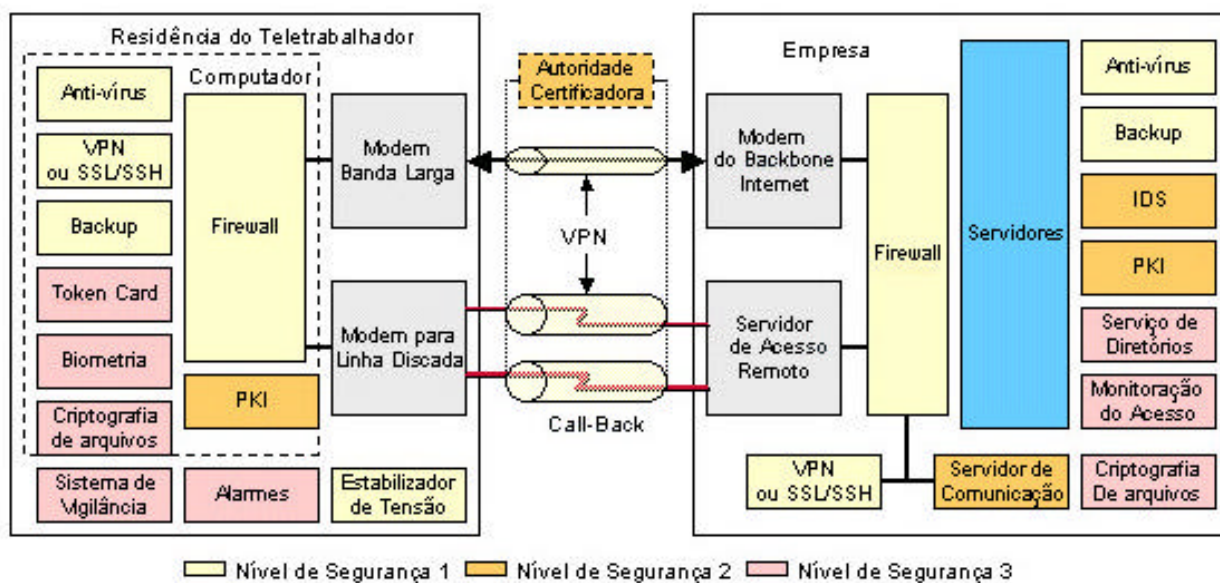 Residência do Teletrabalhador
Computador
Anti-vírus
VPN
ou SSL/SSH
Backup
Token Card
Biometria
Criptografia
de arquivos
Firewall
PKI
Sistema de
Vigilância
Alarmes
Estabilizador
de Tensão
Modem
Banda Larga
Modem para
Linha Discada
Autoridade
Certificadora
VPN
Call-Back
Empresa
Modem
do Backbone
Internet
Servidor
de Acesso
Remoto
Firewall
Servidores
Anti-vírus
Backup
IDS
PKI
Serviço de
Diretórios
Monitoração
do Acesso
VPN
ou SSL/SSH
Servidor de
Comunicação
Criptografia
De arquivos
Nível de Segurança 1
Nível de Segurança 2
Nível de Segurança 3